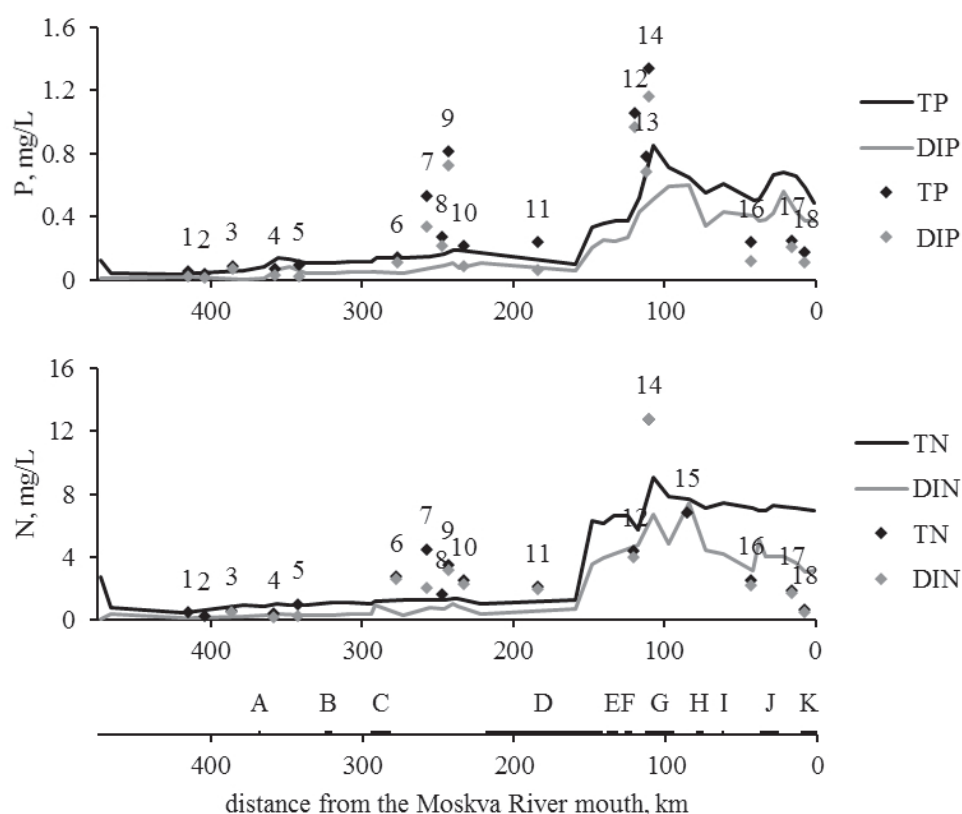 1.6
1.2
0.8
0.4
0
P, mg/L
1 2 3 4 5 6 7 8 9 10 11 12 13 14 16 17 18
400 300 200 100 0
TP
DIP
TP
DIP
16
12
8
4
0
N, mg/L
1 2 3 4 5 6 7 8 9 10 11 12 14 15 16 17 18
400 300 200 100 0
TN
DIN
TN
DIN
A B C D E F G H I J K
400 300 200 100 0
distance from the Moskva River mouth, km